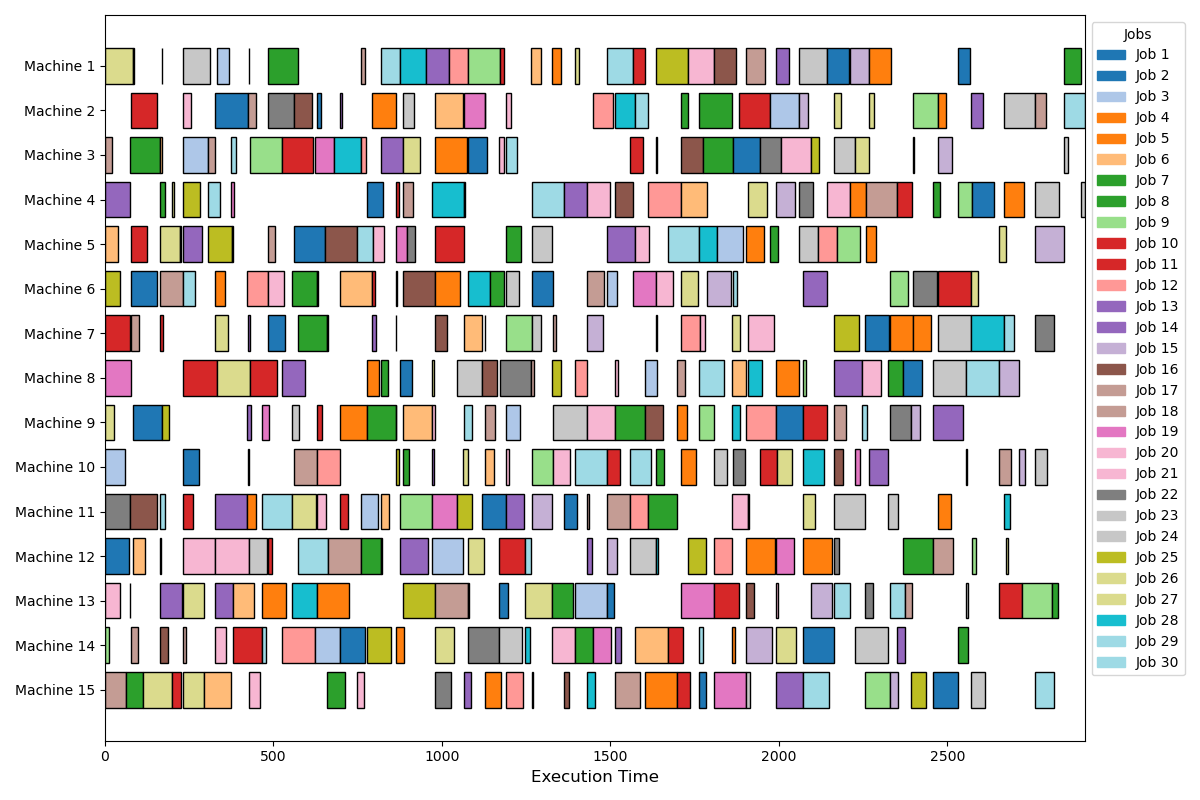 Machine 1
Machine 2
Machine 3
Machine 4
Machine 5
Machine 6
Machine 7
Machine 8
Machine 9
Machine 10
Machine 11
Machine 12
Machine 13
Machine 14
Machine 15
0 500 1000 1500 2000 2500
Execution Time
Jobs
Job 1
Job 2
Job 3
Job 4
Job 5
Job 6
Job 7
Job 8
Job 9
Job 10
Job 11
Job 12
Job 13
Job 14
Job 15
Job 16
Job 17
Job 18
Job 19
Job 20
Job 21
Job 22
Job 23
Job 24
Job 25
Job 26
Job 27
Job 28
Job 29
Job 30